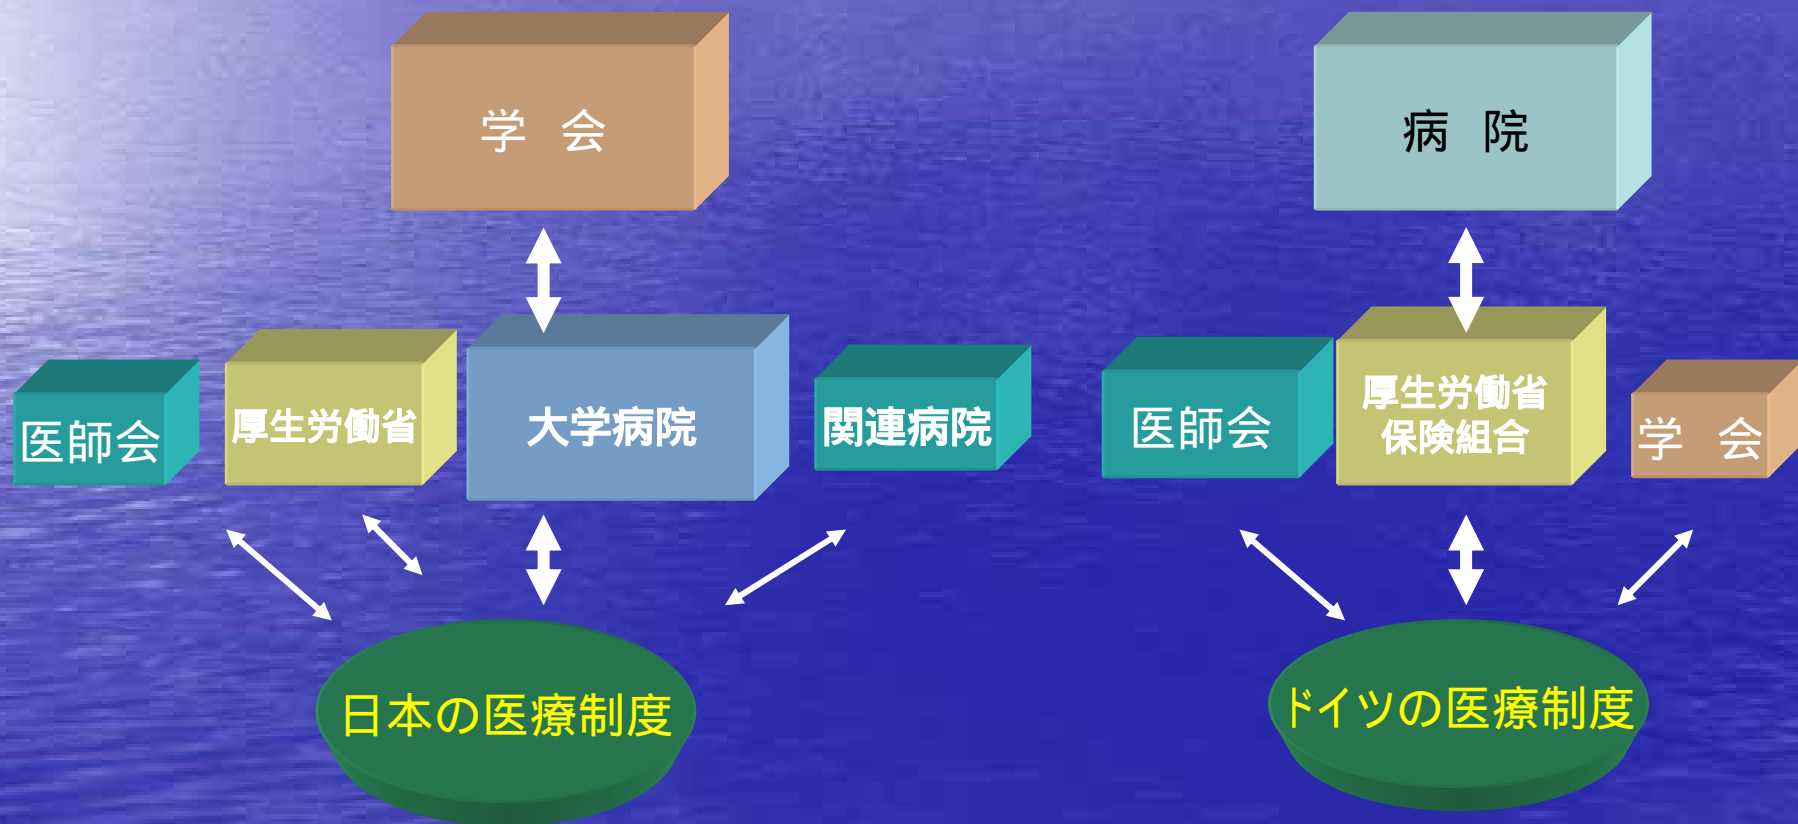 学 会
医師会
厚生労働省
大学病院
関連病院
日本の医療制度
病 院
医師会
厚生労働省
保険組合
学 会
ドイツの医療制度